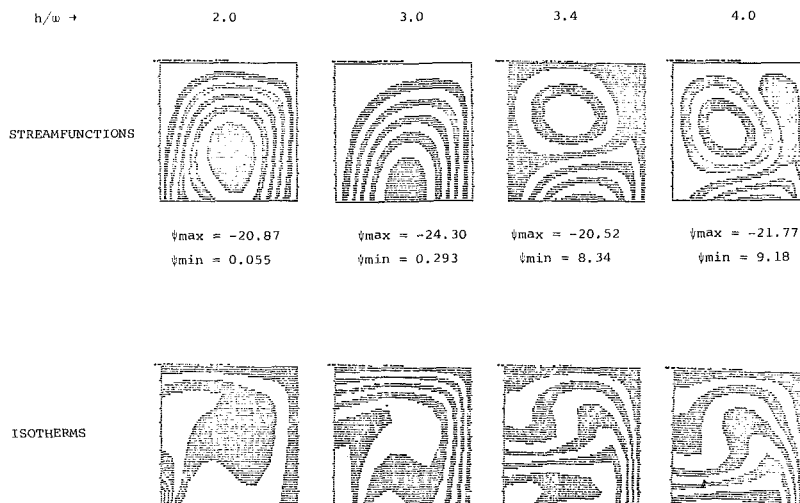 h/ω → 2.0 3.0 3.4 4.0
STREAMFUNCTIONS
ψmax = -20.87 ψmax = -24.30 ψmax = -20.52 ψmax = -21.77
ψmin = 0.055 ψmin = 0.293 ψmin = 8.34 ψmin = 9.18
ISOTHERMS